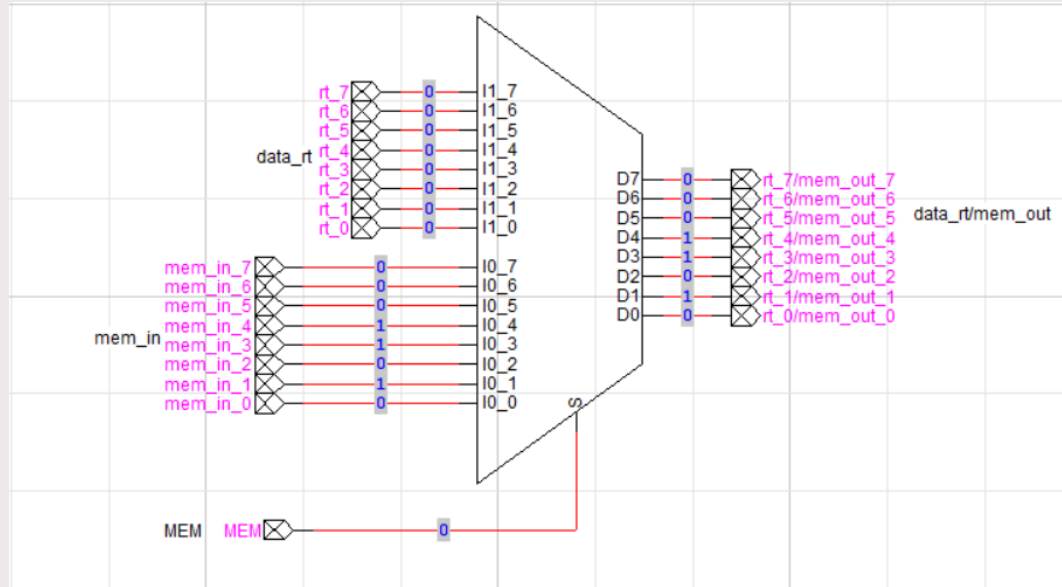 rt_7 0 I1_7
rt_6 0 I1_6
rt_5 0 I1_5
rt_4 0 I1_4
data_rt
rt_3 0 I1_3
rt_2 0 I1_2
rt_1 0 I1_1
rt_0 0 I1_0
mem_in_7 0 I0_7
mem_in_6 0 I0_6
mem_in_5 0 I0_5
mem_in_4 1 I0_4
mem_in
mem_in_3 1 I0_3
mem_in_2 0 I0_2
mem_in_1 1 I0_1
mem_in_0 0 I0_0
D7 0 rt_7/mem_out_7
D6 0 rt_6/mem_out_6
D5 0 rt_5/mem_out_5
data_rt/mem_out
D4 1 rt_4/mem_out_4
D3 1 rt_3/mem_out_3
D2 0 rt_2/mem_out_2
D1 1 rt_1/mem_out_1
D0 0 rt_0/mem_out_0
S
MEM MEM 0